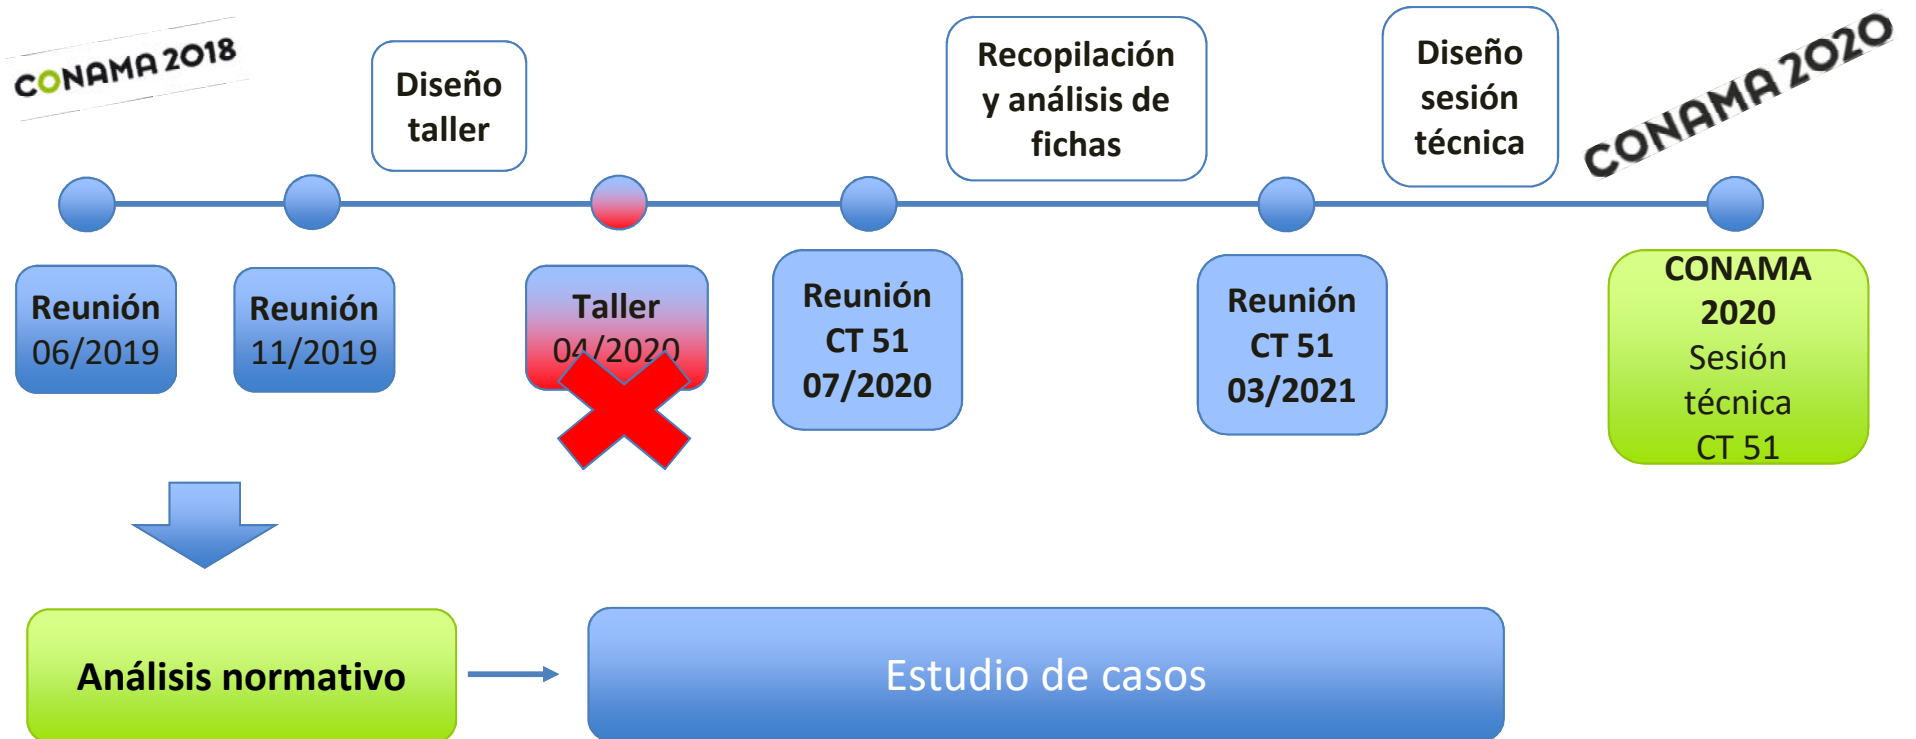 CONAMA 2018
Diseño
taller
Recopilación
y análisis de
fichas
Diseño
sesión
técnica
CONAMA 2020
Reunión
06/2019
Reunión
11/2019
Taller
04/2020
Reunión
CT 51
07/2020
Reunión
CT 51
03/2021
CONAMA
2020
Sesión
técnica
CT 51
Análisis normativo
Estudio de casos